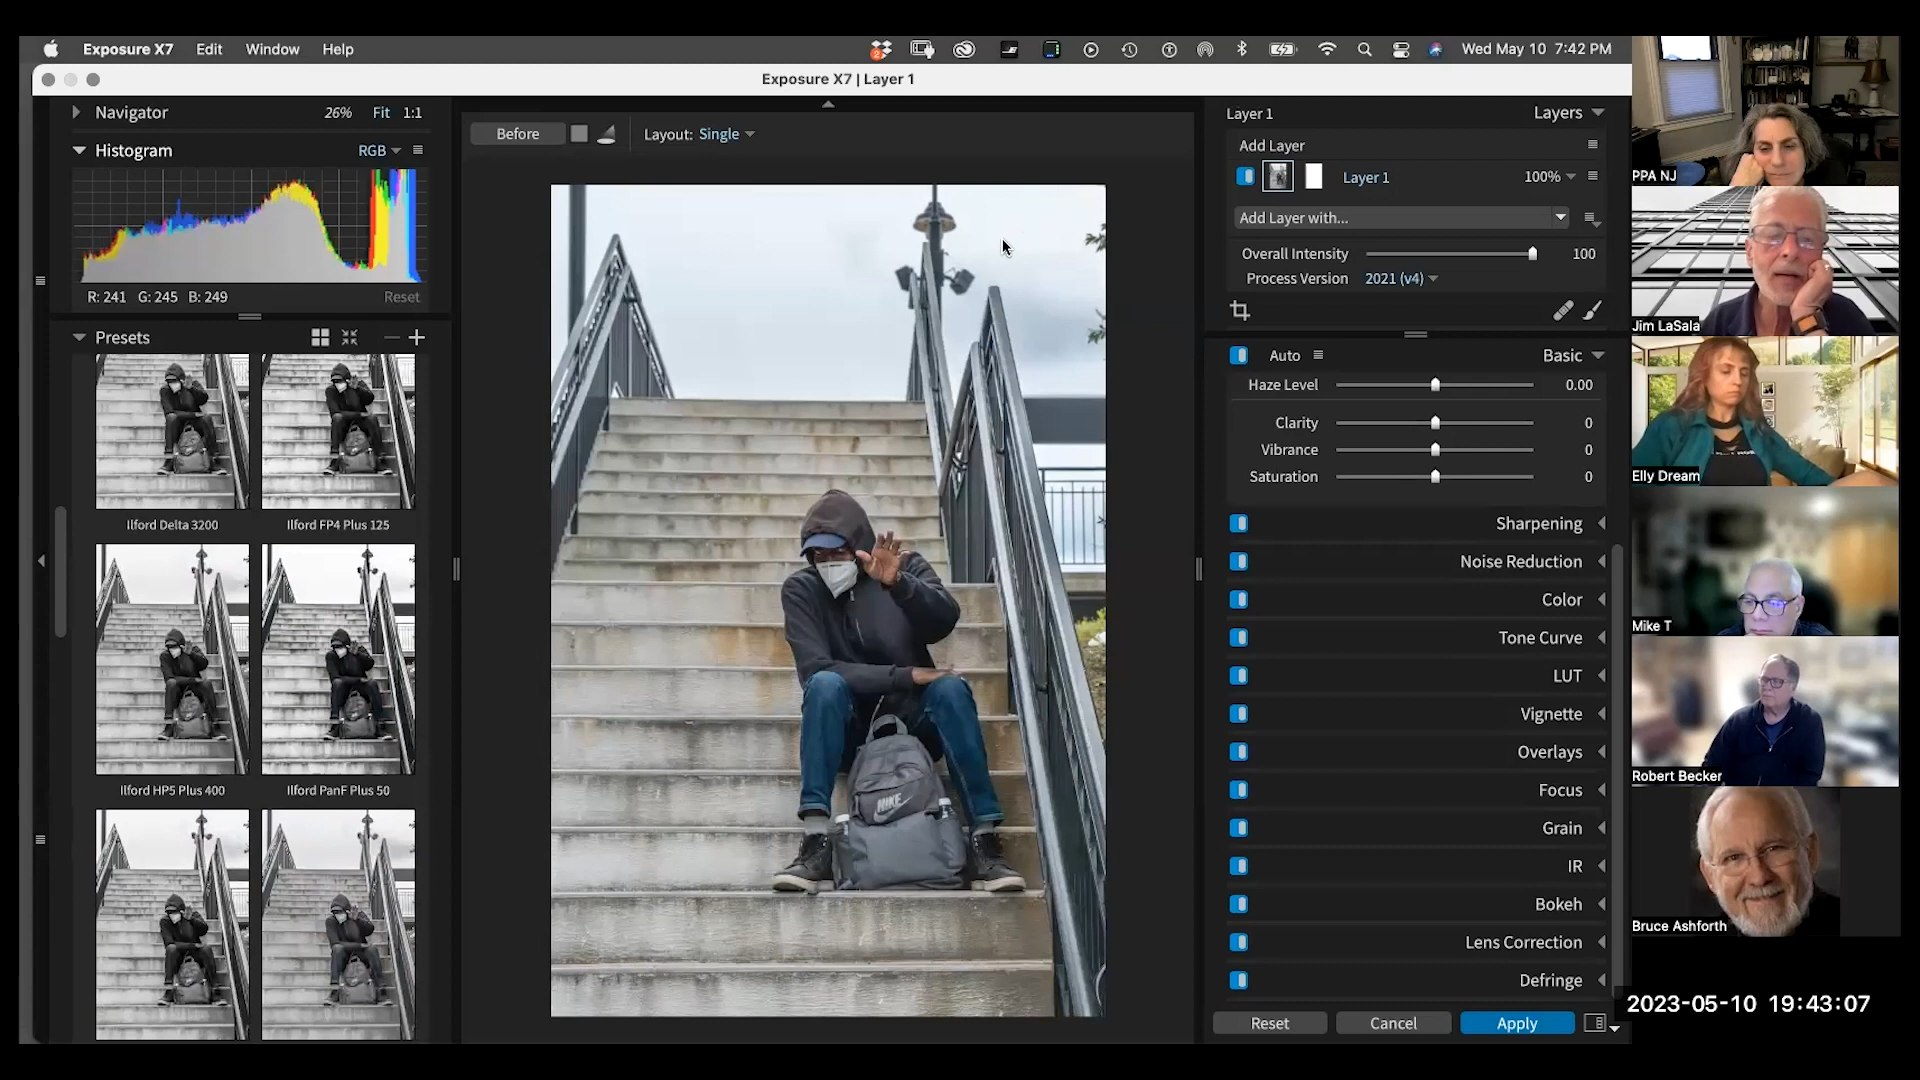 Exposure X7 Edit Window Help
2
Wed May 10 7:42 PM
Exposure X7 | Layer 1
Navigator 26% Fit 1:1
Histogram RGB
R: 241 G: 245 B: 249 Reset
Presets
Ilford Delta 3200 Ilford FP4 Plus 125
Ilford HP5 Plus 400 Ilford PanF Plus 50
Before Layout: Single
NIKE
Layer 1 Layers
Add Layer
Layer 1 100%
Add Layer with...
Overall Intensity 100
Process Version 2021 (v4)
Auto Basic
Haze Level 0.00
Clarity 0
Vibrance 0
Saturation 0
Sharpening
Noise Reduction
Color
Tone Curve
LUT
Vignette
Overlays
Focus
Grain
IR
Bokeh
Lens Correction
Defringe
Reset Cancel Apply
PPA NJ
Jim LaSala
Elly Dream
Mike T
Robert Becker
Bruce Ashforth
2023-05-10 19:43:07